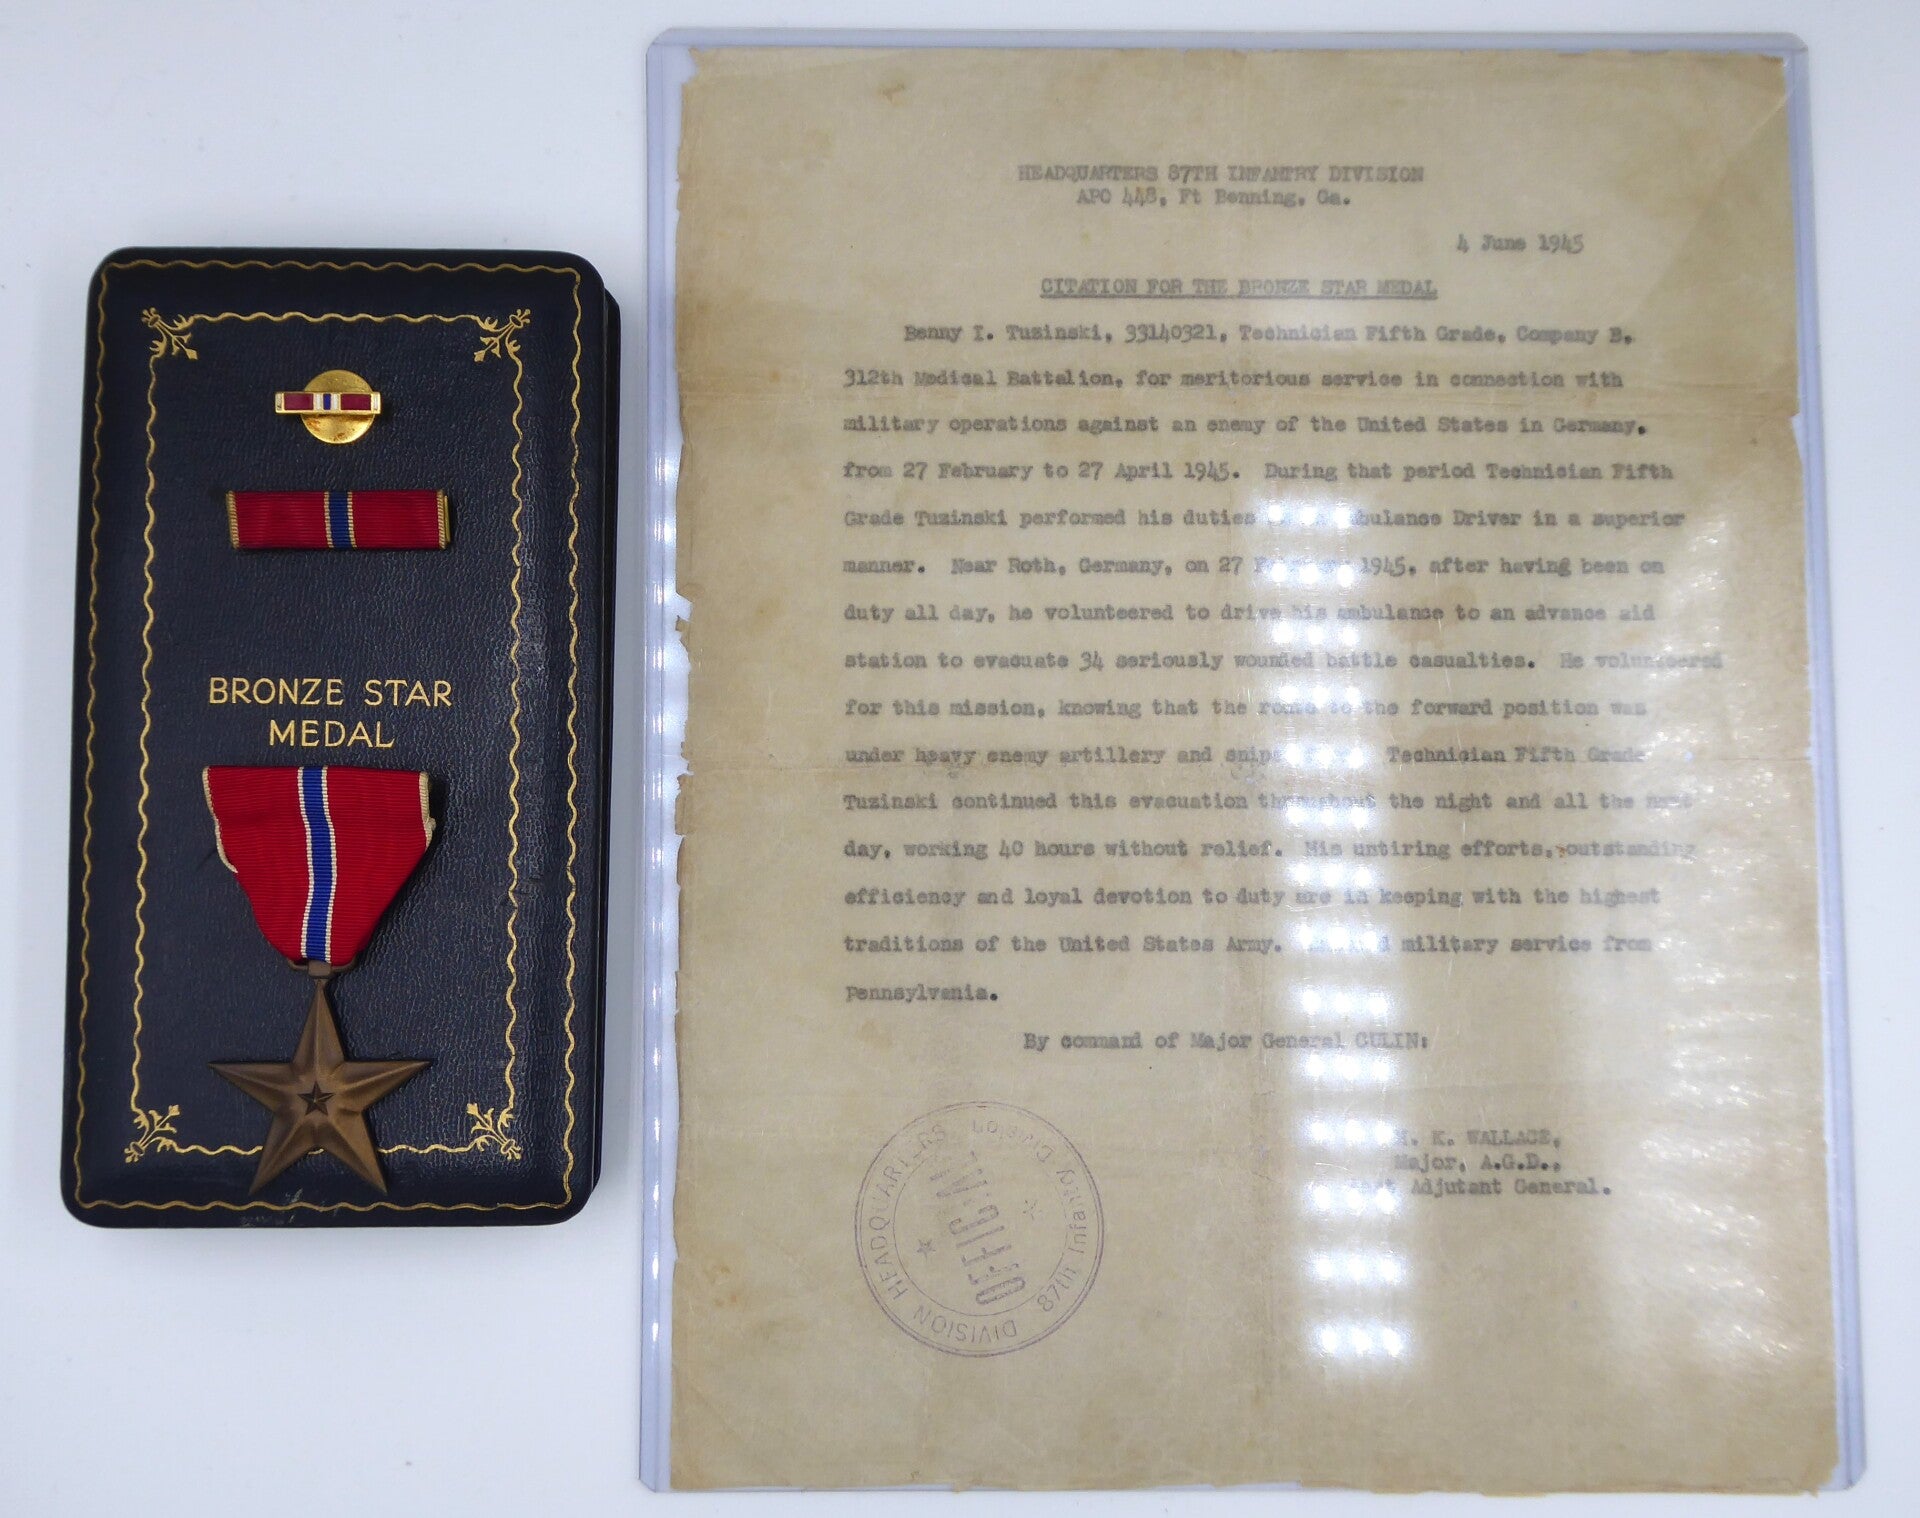 BRONZE STAR
MEDAL
HEADQUARTERS 87TH INFANTRY DIVISION
APO 448, Ft Benning, Ga.
4 June 1945
CITATION FOR THE BRONZE STAR MEDAL
Benny I. Tuzinski, 33140321, Technician Fifth Grade, Company B,
312th Medical Battalion, for meritorious service in connection with
military operations against an enemy of the United States in Germany,
from 27 February to 27 April 1945. During that period Technician Fifth
Grade Tuzinski performed his duties Ambulance Driver in a superior
manner. Near Roth, Germany, on 27 February 1945, after having been on
duty all day, he volunteered to drive his ambulance to an advance aid
station to evacuate 34 seriously wounded battle casualties. He volunteered
for this mission, knowing that the route to the forward position was
under heavy enemy artillery and Technician Fifth Grade
Tuzinski continued this evacuation throughout the night and all the next
day, working 40 hours without relief. His untiring efforts, outstanding
efficiency and loyal devotion to duty are in keeping with the highest
traditions of the United States Army. military service from
Pennsylvania.
By command of Major General CULIN:
K. WALLACE,
Major, A.G.D.,
Adjutant General.
DIVISION HEADQUARTERS 87th Infantry Division
OFFICIAL